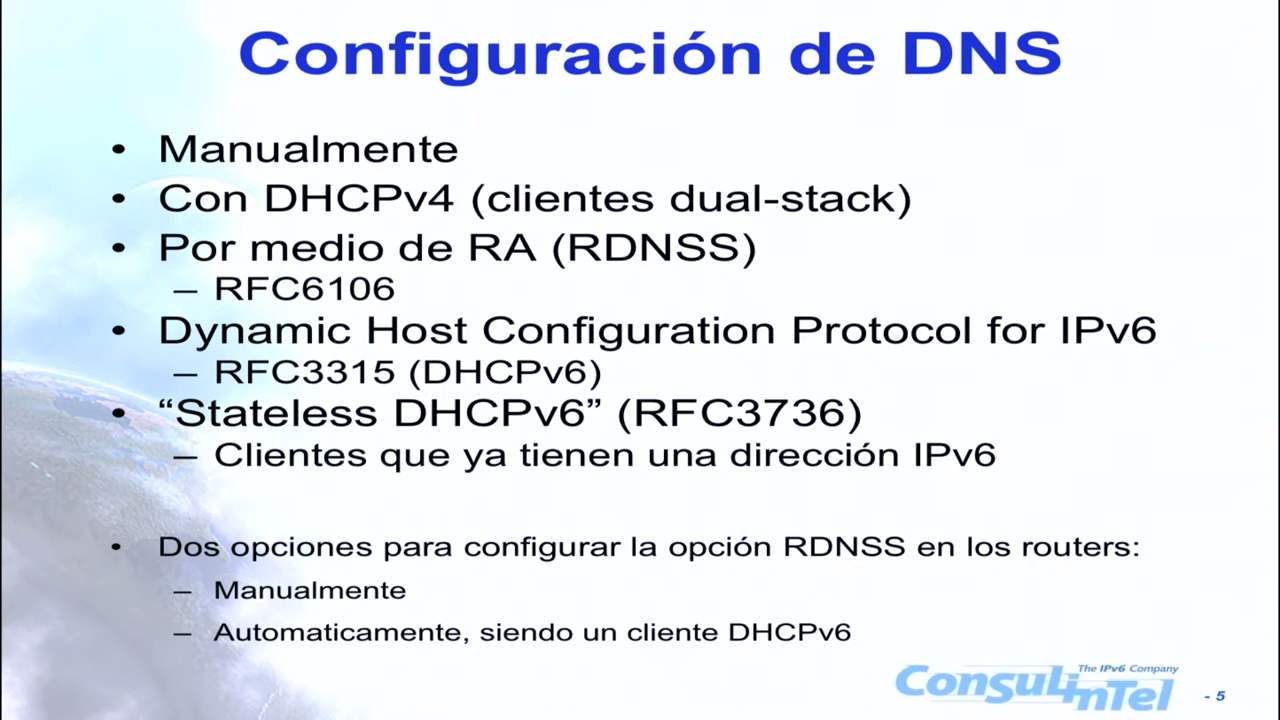 Configuración de DNS
• Manualmente
• Con DHCPv4 (clientes dual-stack)
• Por medio de RA (RDNSS)
– RFC6106
• Dynamic Host Configuration Protocol for IPv6
– RFC3315 (DHCPv6)
• “Stateless DHCPv6” (RFC3736)
– Clientes que ya tienen una dirección IPv6
• Dos opciones para configurar la opción RDNSS en los routers:
– Manualmente
– Automaticamente, siendo un cliente DHCPv6
The IPv6 Company
ConsulinTel
- 5